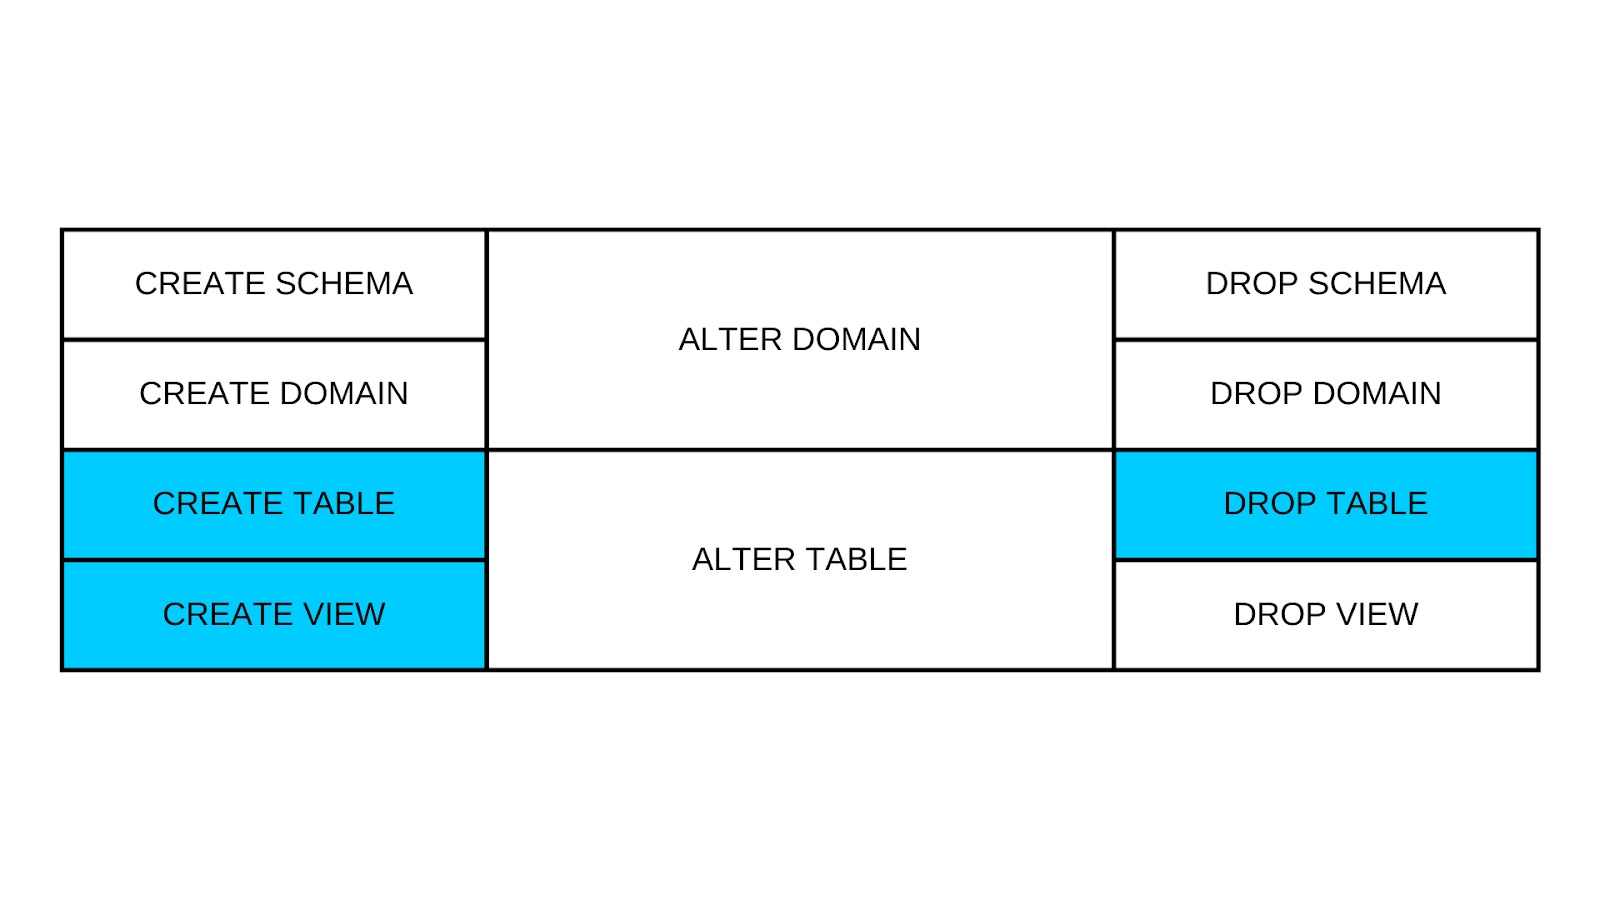 CREATE SCHEMA
ALTER DOMAIN
DROP SCHEMA
CREATE DOMAIN
DROP DOMAIN
CREATE TABLE
ALTER TABLE
DROP TABLE
CREATE VIEW
DROP VIEW